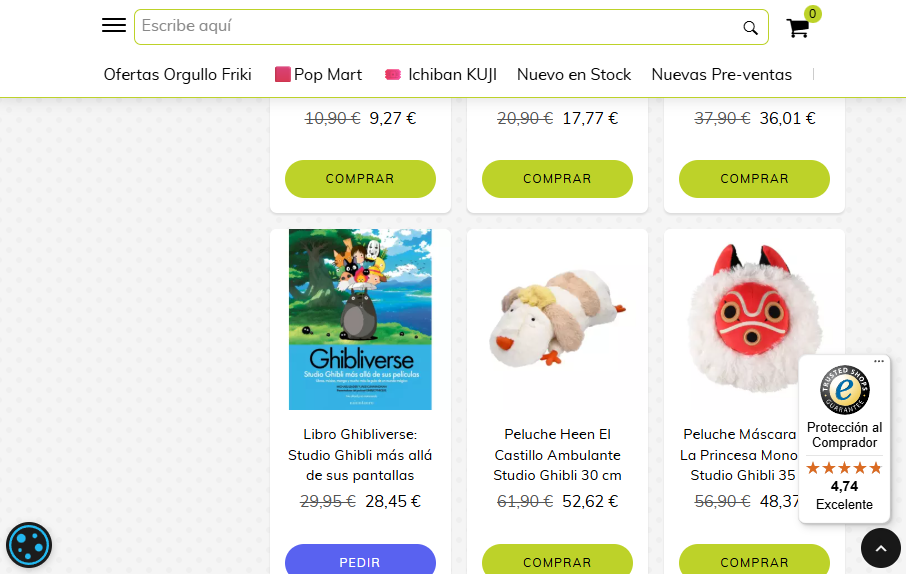 0
Escribe aquí
Ofertas Orgullo Friki
Pop Mart
Ichiban KUJI
Nuevo en Stock
Nuevas Pre-ventas
10,90 € 9,27 €
20,90 € 17,77 €
37,90 € 36,01 €
COMPRAR
COMPRAR
COMPRAR
Ghibliverse
Studio Ghibli más allá de sus películas
Libro Ghibliverse:
Studio Ghibli más allá
de sus pantallas
29,95 € 28,45 €
PEDIR
Peluche Heen El
Castillo Ambulante
Studio Ghibli 30 cm
61,90 € 52,62 €
COMPRAR
Peluche Máscara
La Princesa Mono
Studio Ghibli 35
56,90 € 48,37
COMPRAR
TRUSTED SHOPS
GUARANTEE
e
Protección al
Comprador
4,74
Excelente